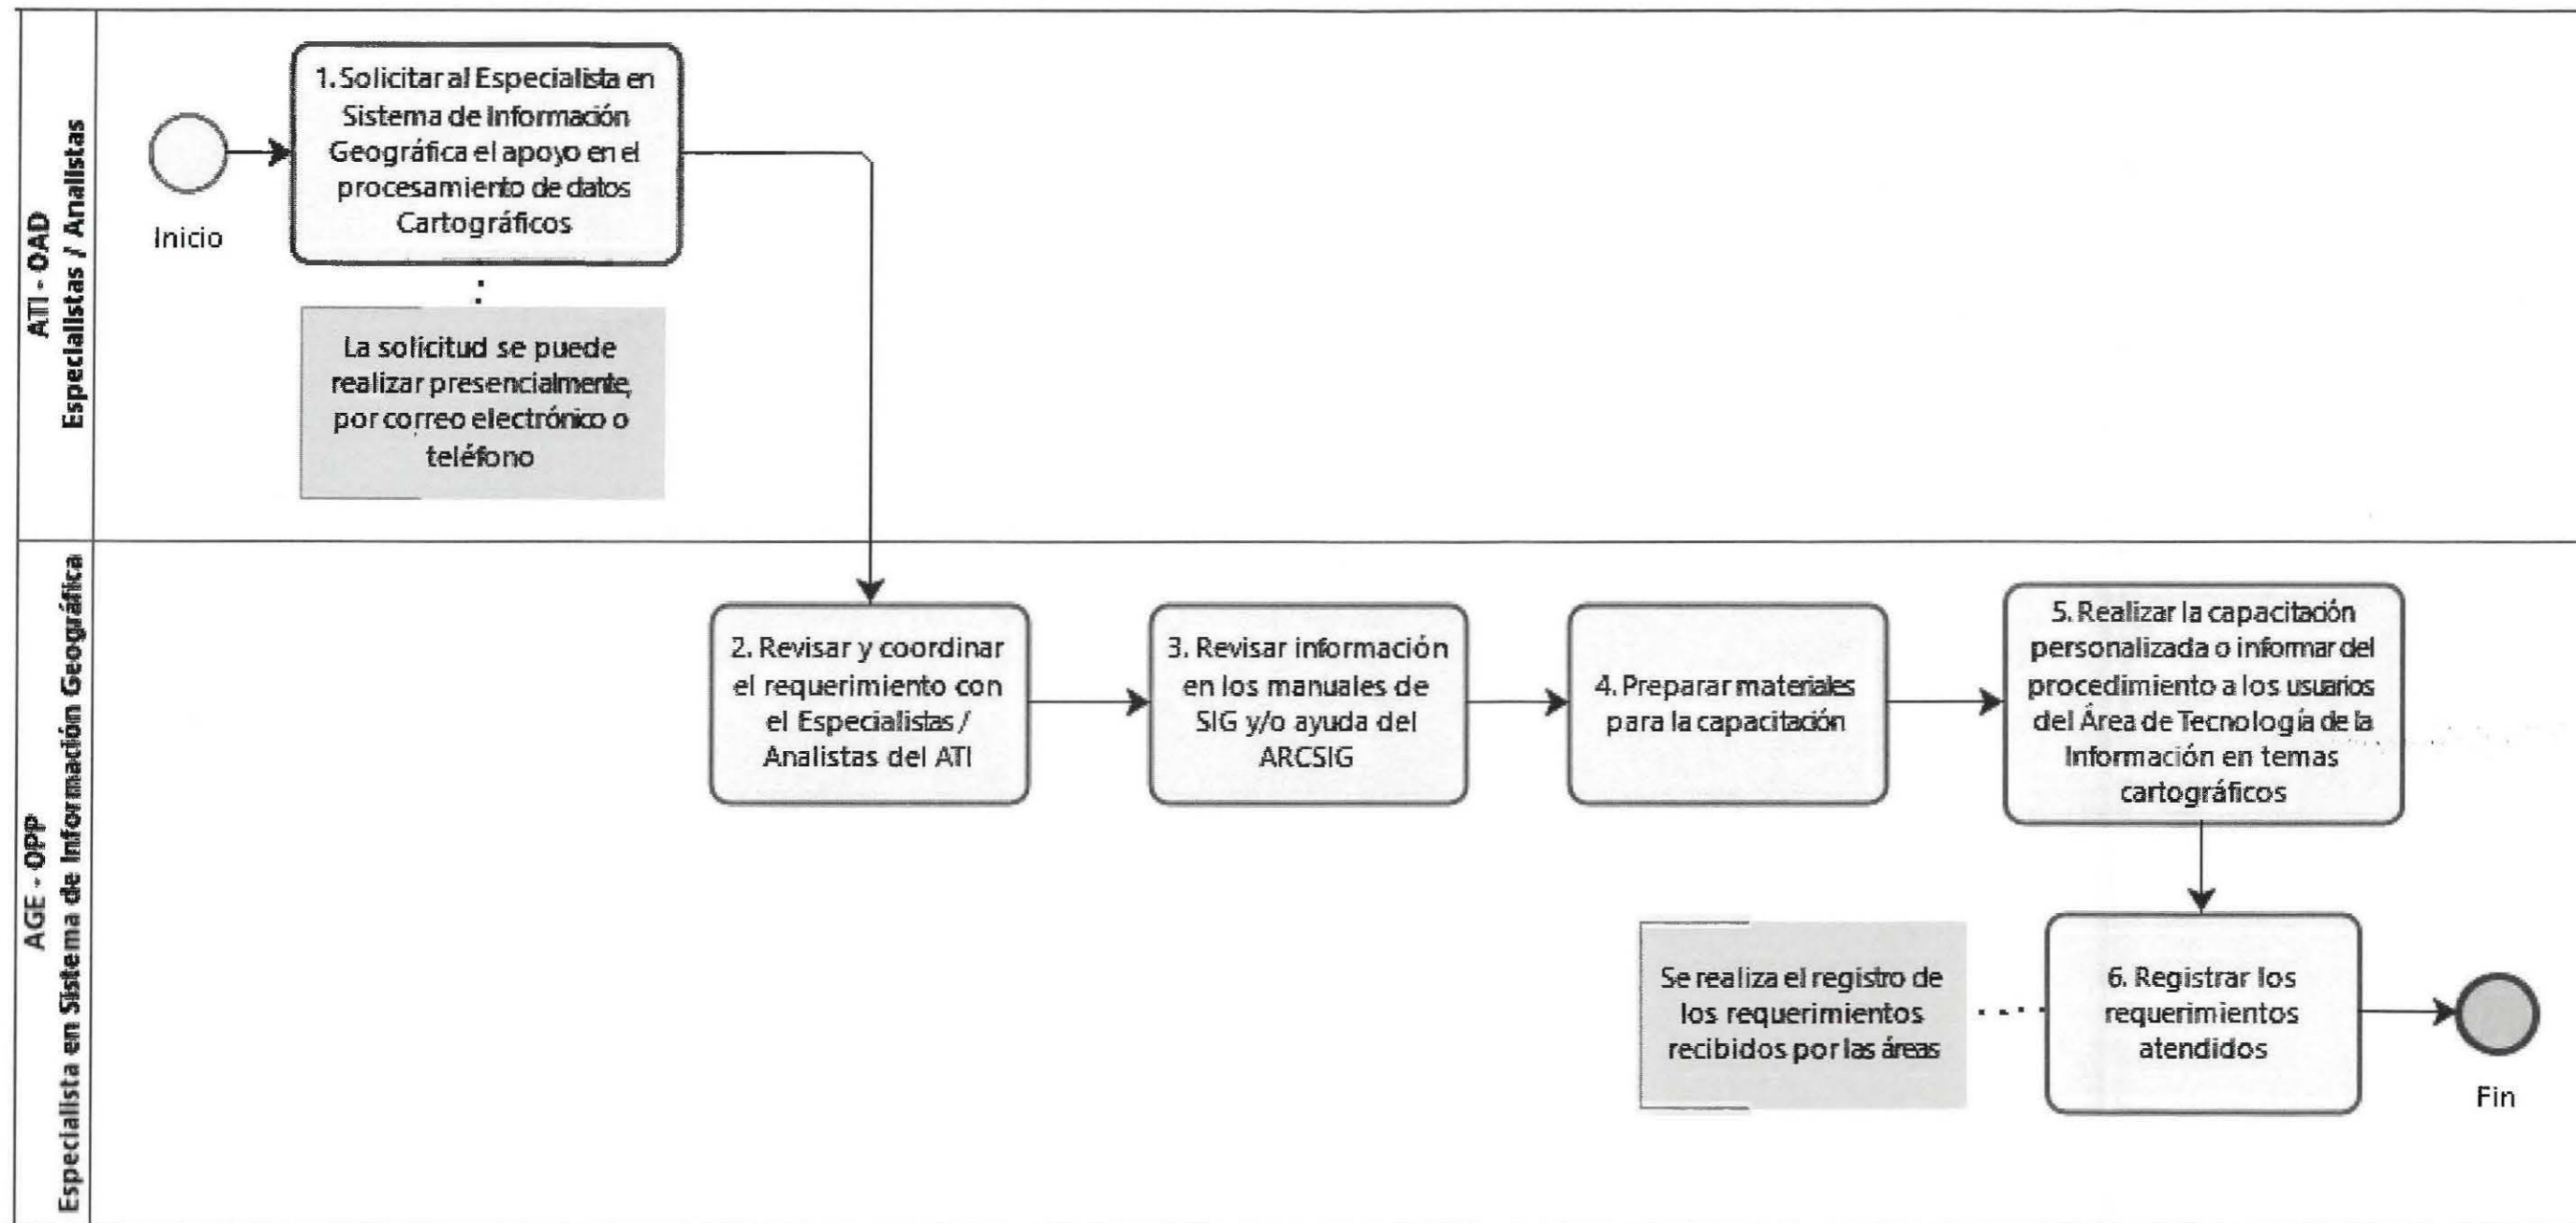 ATI - OAD
Especialistas / Analistas
Inicio
1. Solicitar al Especialista en
Sistema de Información
Geográfica el apoyo en el
procesamiento de datos
Cartográficos
La solicitud se puede
realizar presencialmente,
por correo electrónico o
teléfono
AGE - OPP
Especialista en Sistema de Información Geográfica
2. Revisar y coordinar
el requerimiento con
el Especialistas /
Analistas del ATI
3. Revisar información
en los manuales de
SIG y/o ayuda del
ARCSIG
4. Preparar materiales
para la capacitación
5. Realizar la capacitación
personalizada o informar del
procedimiento a los usuarios
del Área de Tecnología de la
Información en temas
cartográficos
Se realiza el registro de
los requerimientos
recibidos por las áreas
6. Registrar los
requerimientos
atendidos
Fin